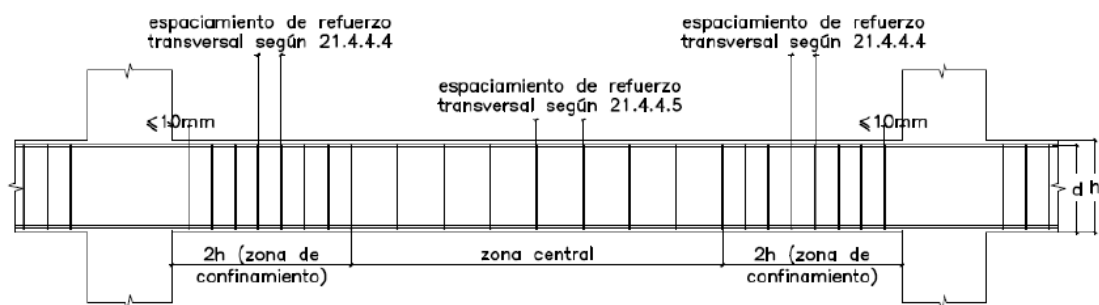 espaciamiento de refuerzo
transversal según 21.4.4.4
espaciamiento de refuerzo
transversal según 21.4.4.4
espaciamiento de refuerzo
transversal según 21.4.4.5
⩽10mm
⩽10mm
d
h
2h (zona de
confinamiento)
zona central
2h (zona de
confinamiento)